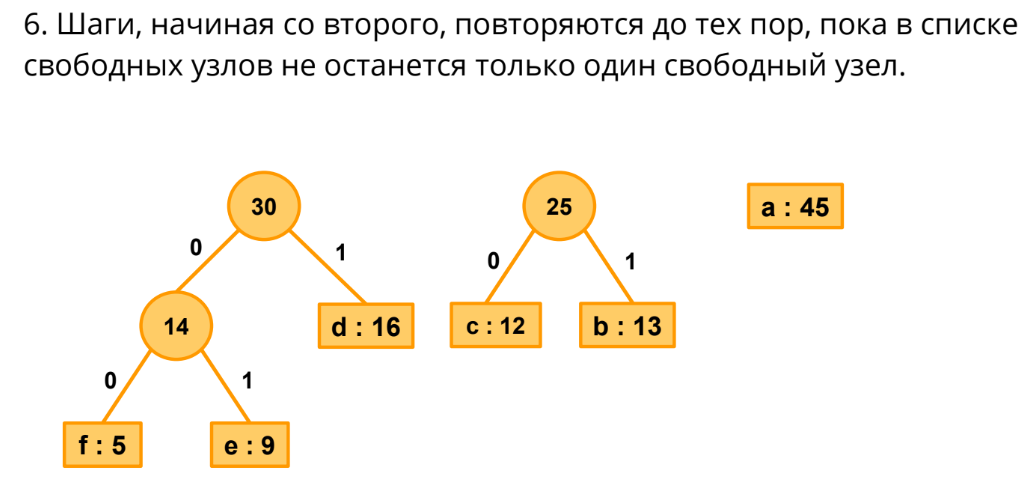 6. Шаги, начиная со второго, повторяются до тех пор, пока в списке
свободных узлов не останется только один свободный узел.
30
25
a : 45
0
1
0
1
14
d : 16
c : 12
b : 13
0
1
f : 5
e : 9